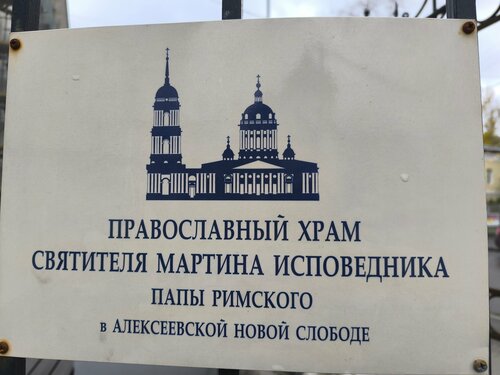 ПРАВОСЛАВНЫЙ ХРАМ
СВЯТИТЕЛЯ МАРТИНА ИСПОВЕДНИКА
ПАПЫ РИМСКОГО
в АЛЕКСЕЕВСКОЙ НОВОЙ СЛОБОДЕ